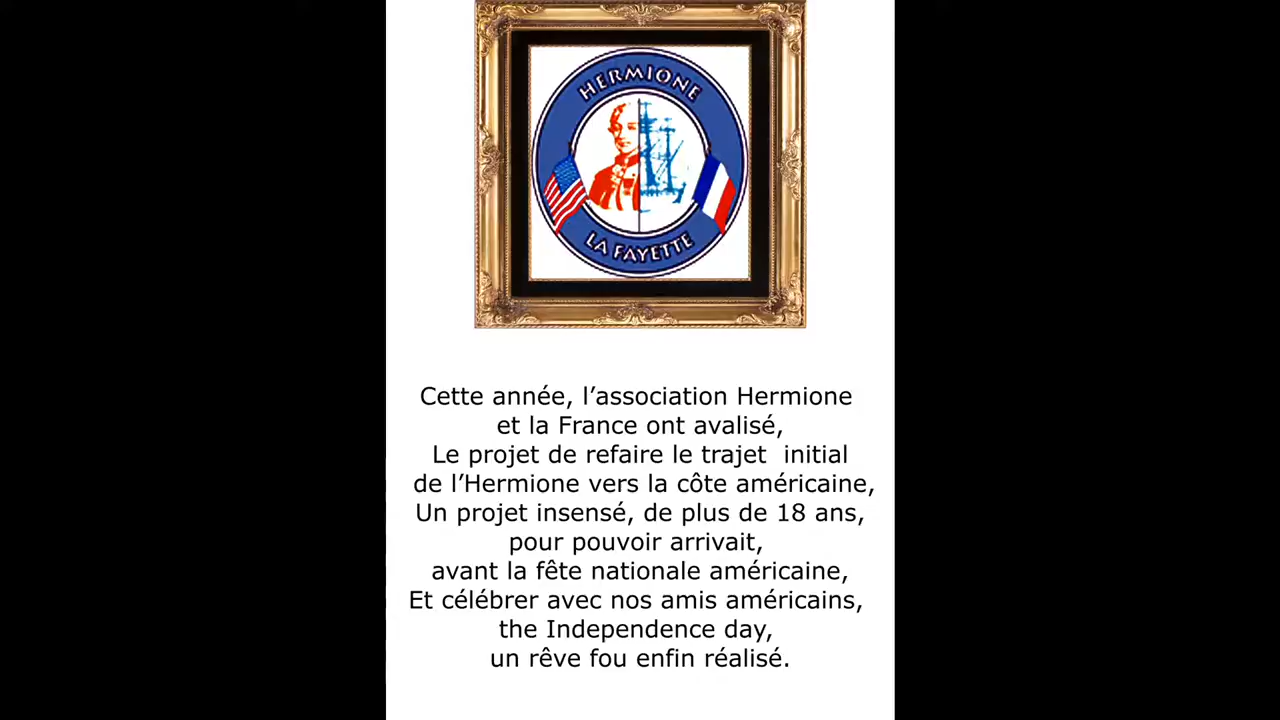 HERMIONE
LA FAYETTE
Cette année, l’association Hermione
et la France ont avalisé,
Le projet de refaire le trajet initial
de l’Hermione vers la côte américaine,
Un projet insensé, de plus de 18 ans,
pour pouvoir arrivait,
avant la fête nationale américaine,
Et célébrer avec nos amis américains,
the Independence day,
un rêve fou enfin réalisé.